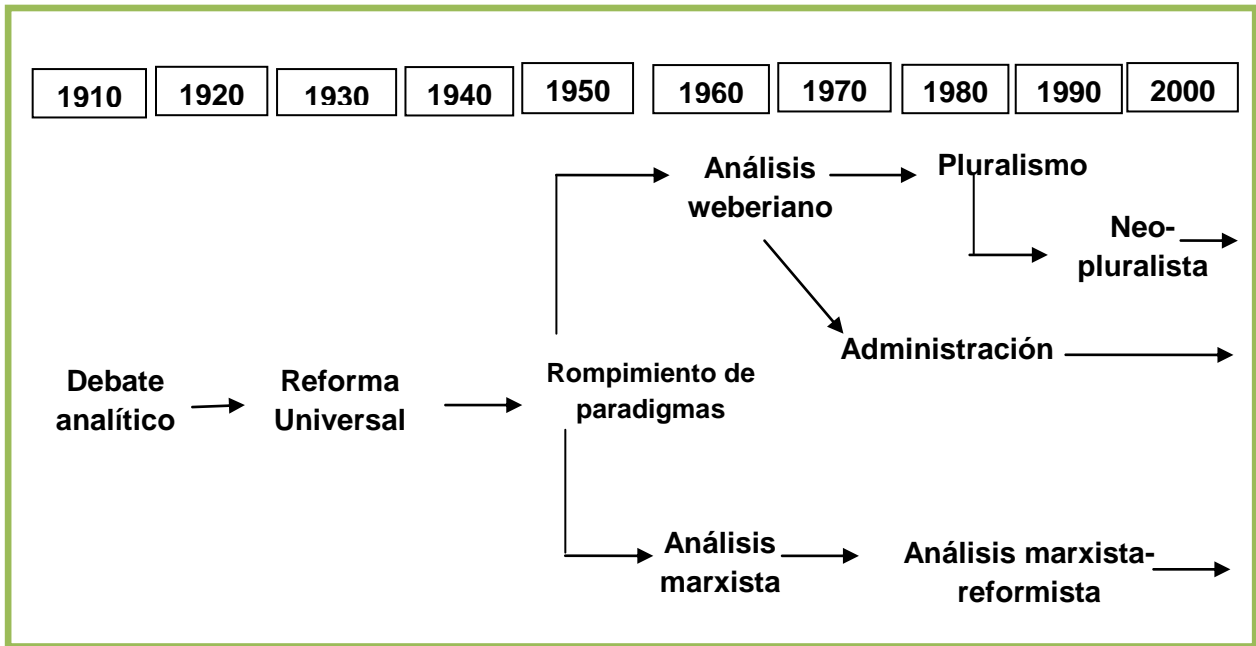 1910 1920 1930 1940 1950 1960 1970 1980 1990 2000
Análisis
weberiano
Pluralismo
Neo-
pluralista
Administración
Debate
analítico
Reforma
Universal
Rompimiento de
paradigmas
Análisis
marxista
Análisis marxista-
reformista